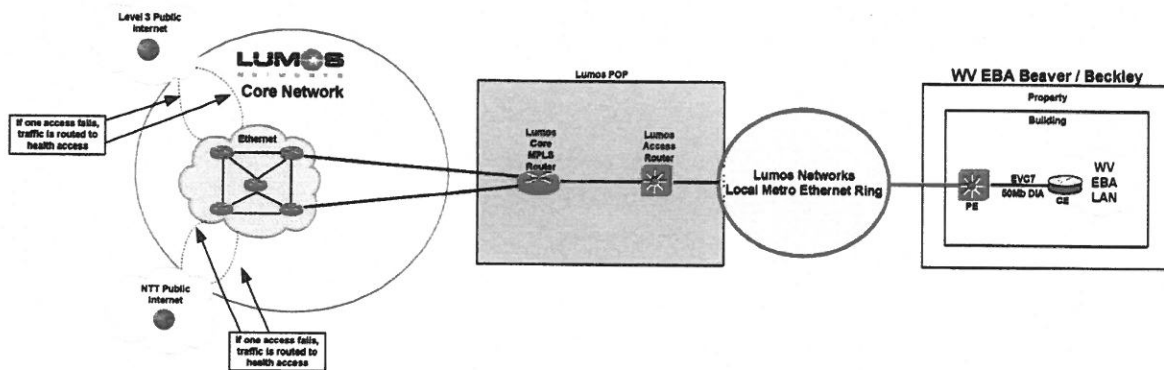 Level 3 Public
Internet
LUMOS
NETWORKS
Core Network
If one access fails,
traffic is routed to
health access
Ethernet
NTT Public
Internet
If one access fails,
traffic is routed to
health access
Lumos POP
Lumos
Core
MPLS
Router
Lumos
Access
Router
Lumos Networks
Local Metro Ethernet Ring
WV EBA Beaver / Beckley
Property
Building
PE
EVC7
50Mb DIA
CE
WV
EBA
LAN